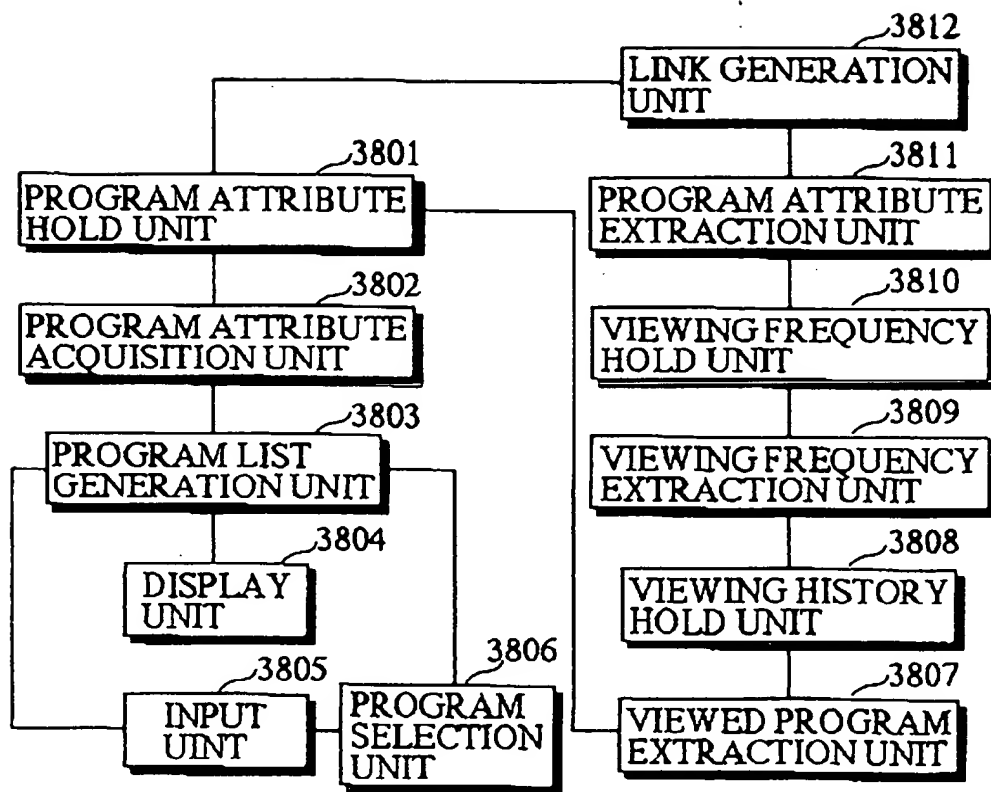 3812
LINK GENERATION
UNIT
3801
PROGRAM ATTRIBUTE
HOLD UNIT
3811
PROGRAM ATTRIBUTE
EXTRACTION UNIT
3802
PROGRAM ATTRIBUTE
ACQUISITION UNIT
3810
VIEWING FREQUENCY
HOLD UNIT
3803
PROGRAM LIST
GENERATION UNIT
3809
VIEWING FREQUENCY
EXTRACTION UNIT
3804
DISPLAY
UNIT
3808
VIEWING HISTORY
HOLD UNIT
3805
INPUT
UINT
3806
PROGRAM
SELECTION
UNIT
3807
VIEWED PROGRAM
EXTRACTION UNIT